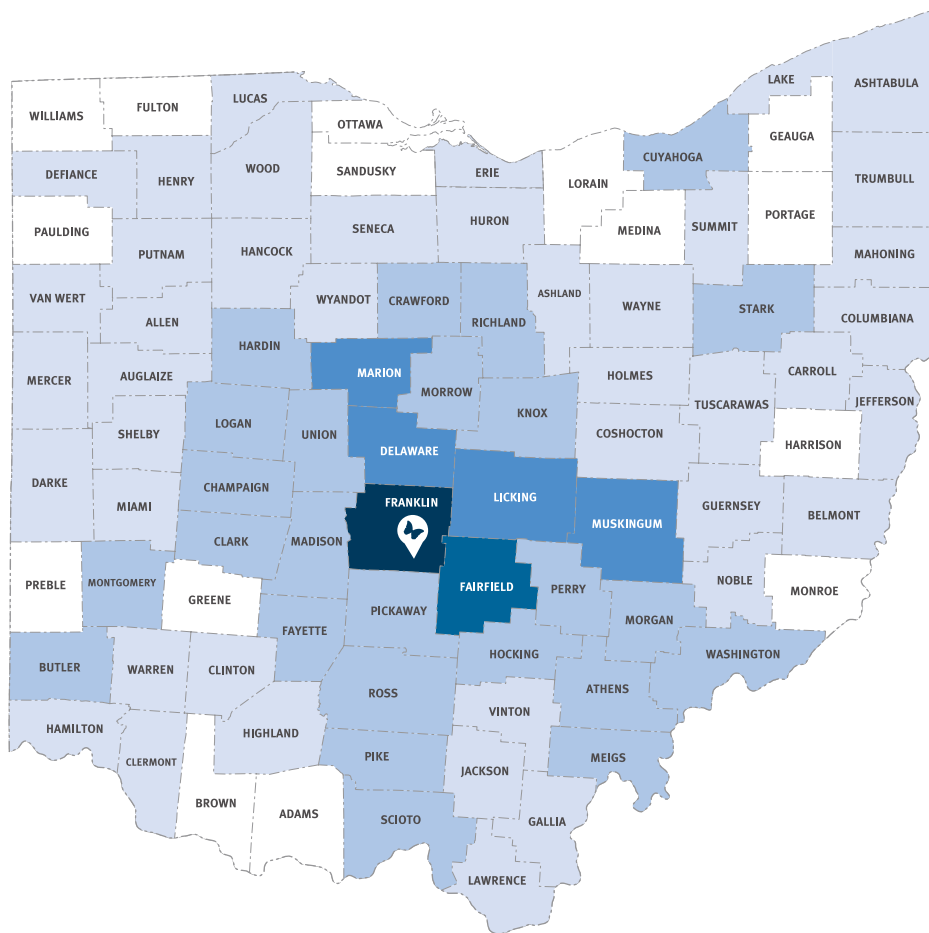 LAKE
ASHTABULA
LUCAS
FULTON
WILLIAMS
OTTAWA
GEAUGA
CUYAHOGA
WOOD
SANDUSKY
ERIE
DEFIANCE
HENRY
LORAIN
TRUMBULL
PORTAGE
HURON
SUMMIT
SENECA
MEDINA
PAULDING
HANCOCK
PUTNAM
MAHONING
ASHLAND
VAN WERT
WYANDOT
CRAWFORD
WAYNE
STARK
COLUMBIANA
ALLEN
RICHLAND
HARDIN
CARROLL
MARION
HOLMES
AUGLAIZE
MERCER
MORROW
JEFFERSON
TUSCARAWAS
KNOX
LOGAN
UNION
SHELBY
COSHOCTON
HARRISON
DELAWARE
DARKE
CHAMPAIGN
LICKING
FRANKLIN
MIAMI
GUERNSEY
BELMONT
MUSKINGUM
CLARK
MADISON
NOBLE
MONTGOMERY
PREBLE
FAIRFIELD
PERRY
MONROE
GREENE
PICKAWAY
MORGAN
FAYETTE
HOCKING
WASHINGTON
BUTLER
WARREN
CLINTON
ROSS
ATHENS
VINTON
HAMILTON
HIGHLAND
PIKE
MEIGS
CLERMONT
JACKSON
BROWN
ADAMS
SCIOTO
GALLIA
LAWRENCE